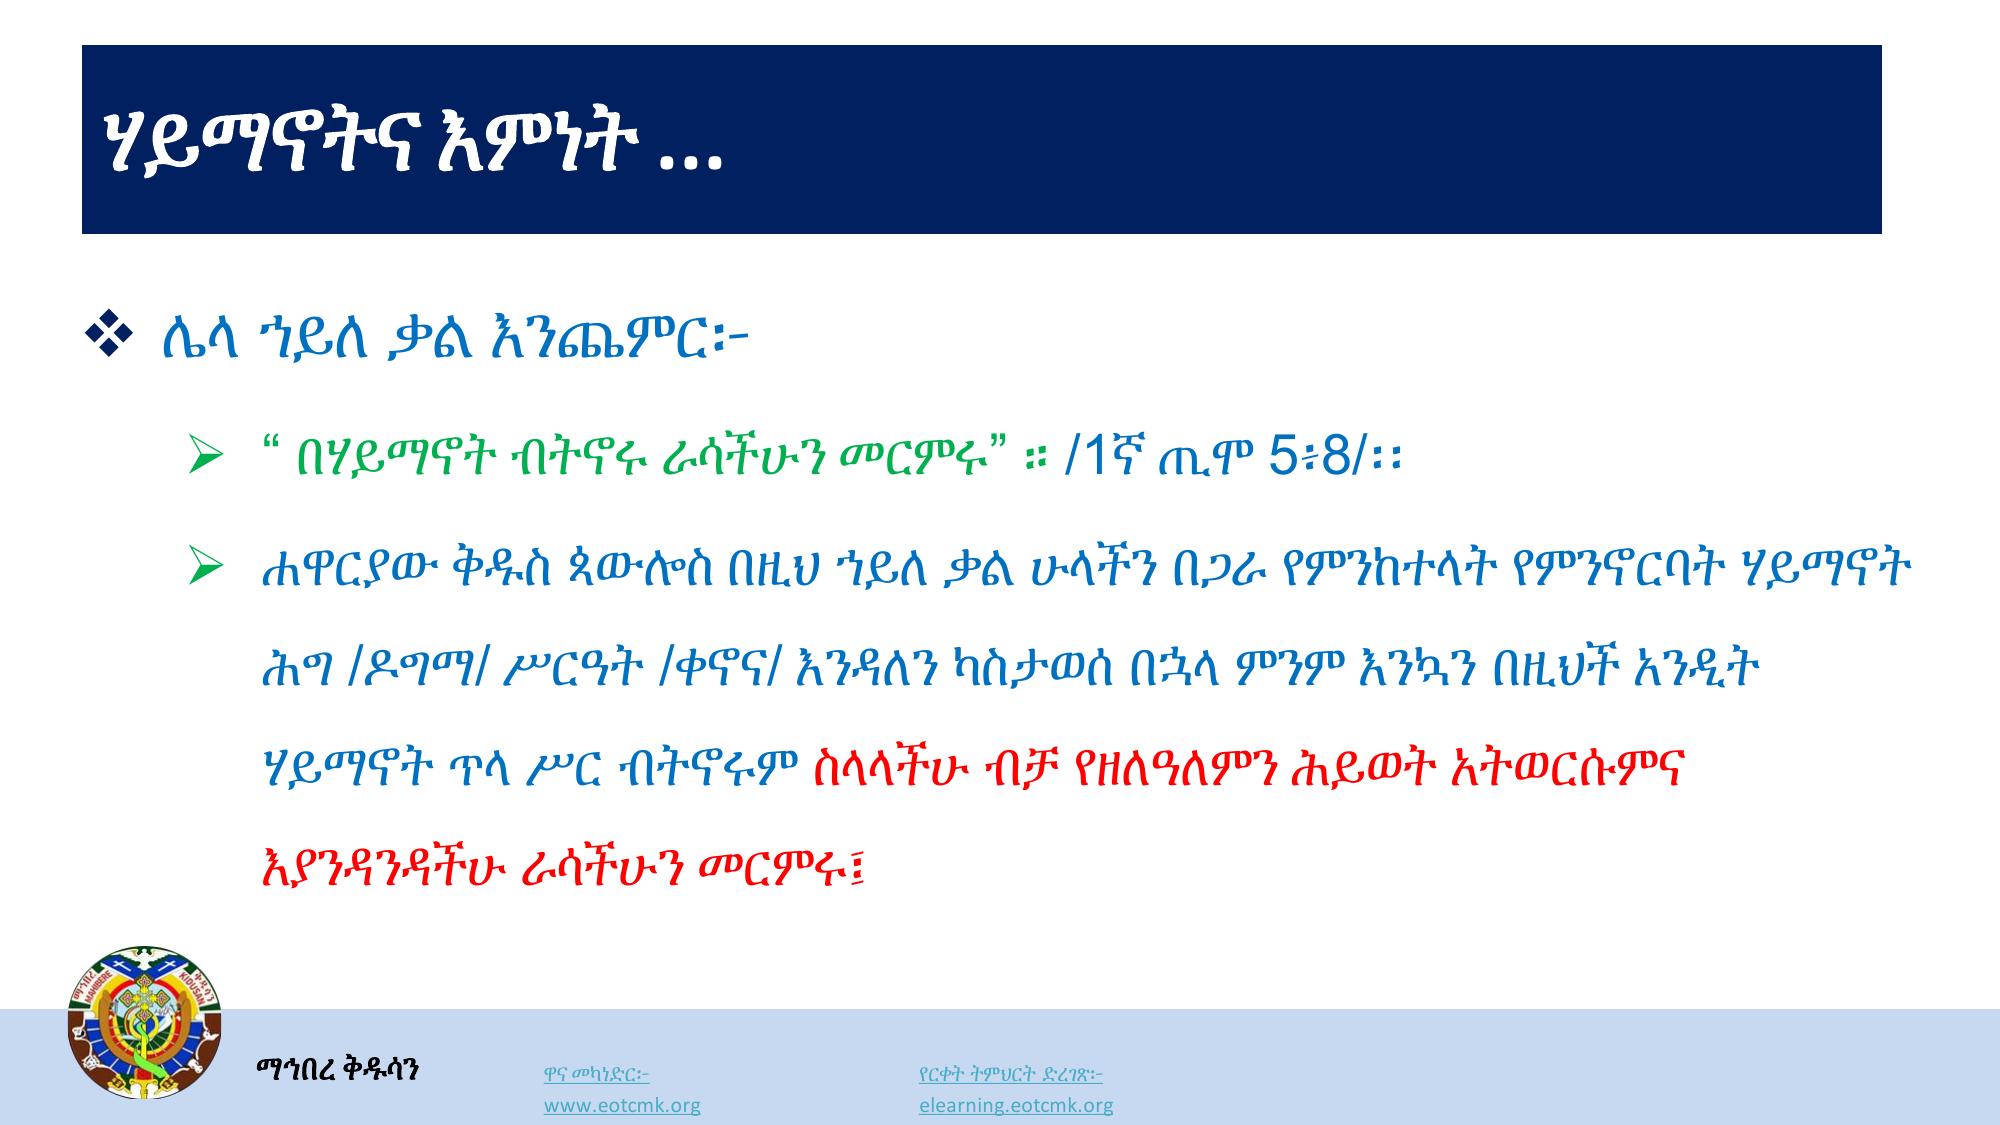 ሃይማኖትና እምነት ...
ሌላ ኀይለ ቃል እንጨምር፡-
“ በሃይማኖት ብትኖሩ ራሳችሁን መርምሩ” ። /1ኛ ጢሞ 5፥8/፡፡
ሐዋርያው ቅዱስ ጳውሎስ በዚህ ኀይለ ቃል ሁላችን በጋራ የምንከተላት የምንኖርባት ሃይማኖት
ሕግ /ዶግማ/ ሥርዓት /ቀኖና/ እንዳለን ካስታወሰ በኋላ ምንም እንኳን በዚህች አንዲት
ሃይማኖት ጥላ ሥር ብትኖሩም ስላላችሁ ብቻ የዘለዓለምን ሕይወት አትወርሱምና
እያንዳንዳችሁ ራሳችሁን መርምሩ፤
ማኅበረ ቅዱሳን
MAHIBERE KIDUSAN
ማኅበረ ቅዱሳን
ዋና መካነድር፡-
www.eotcmk.org
የርቀት ትምህርት ድረገጽ፡-
elearning.eotcmk.org